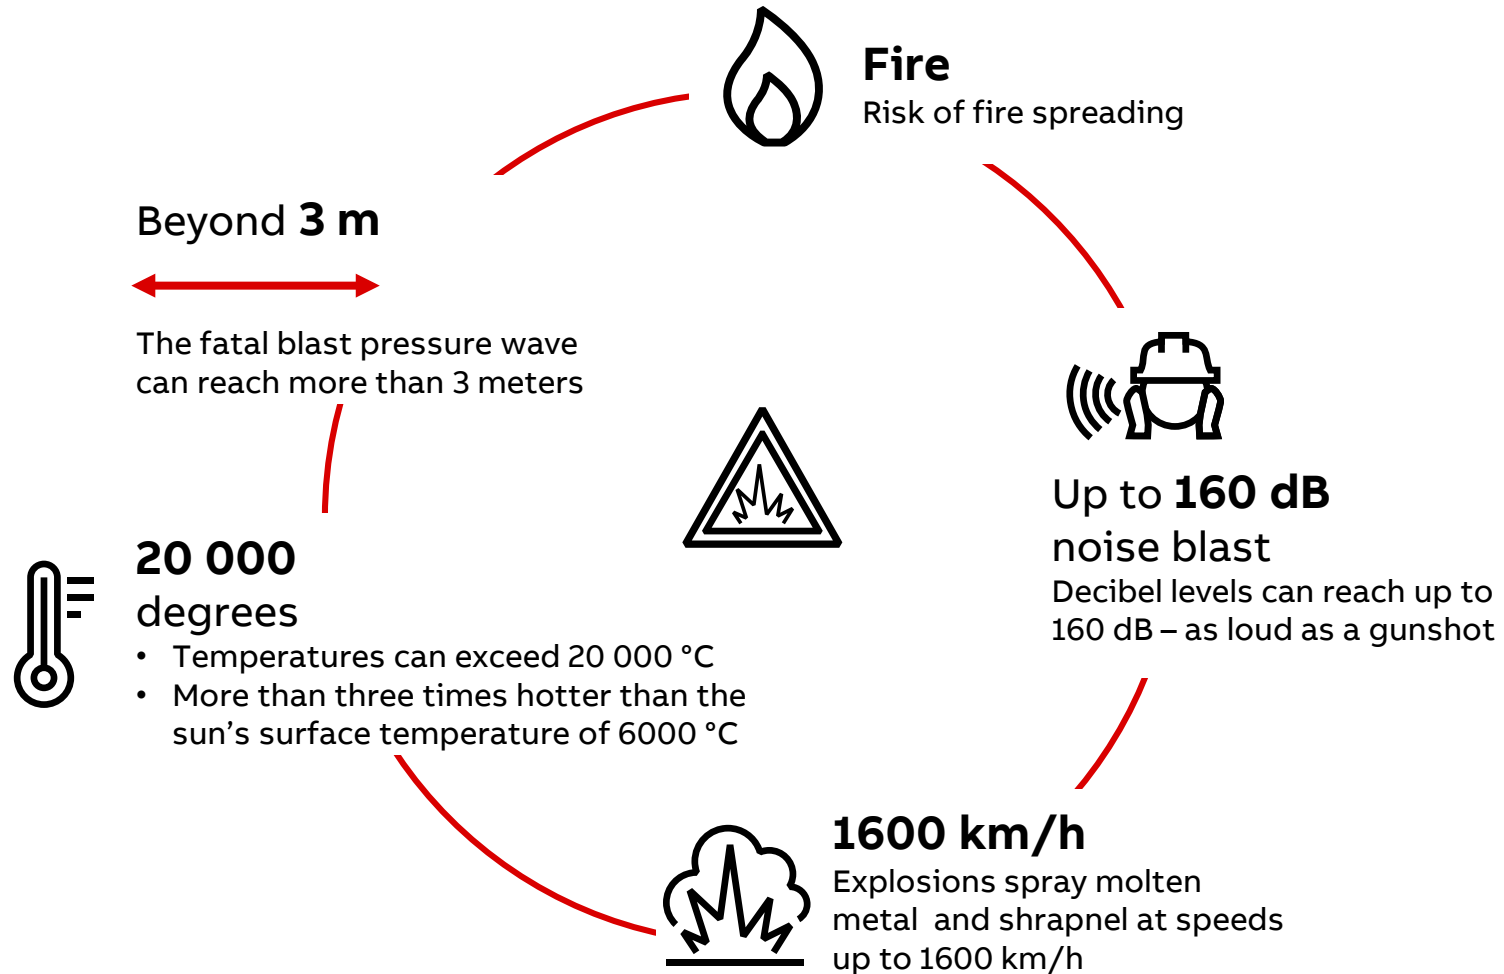 Fire
Risk of fire spreading
Beyond 3 m
The fatal blast pressure wave
can reach more than 3 meters
Up to 160 dB
noise blast
Decibel levels can reach up to
160 dB – as loud as a gunshot
20 000
degrees
• Temperatures can exceed 20 000 °C
• More than three times hotter than the
sun’s surface temperature of 6000 °C
1600 km/h
Explosions spray molten
metal  and shrapnel at speeds
up to 1600 km/h